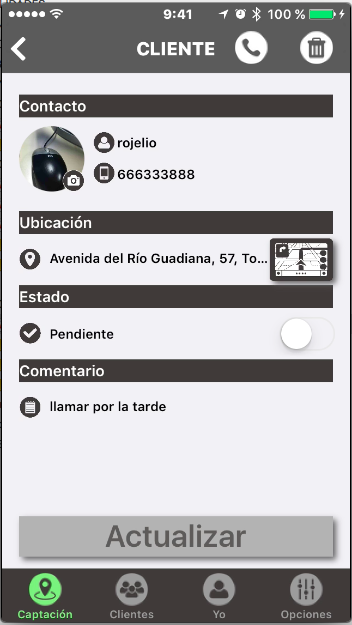 9:41
100 %
CLIENTE
Contacto
rojelio
666333888
Ubicación
Avenida del Río Guadiana, 57, To...
Estado
Pendiente
Comentario
llamar por la tarde
Actualizar
Captación
Clientes
Yo
Opciones